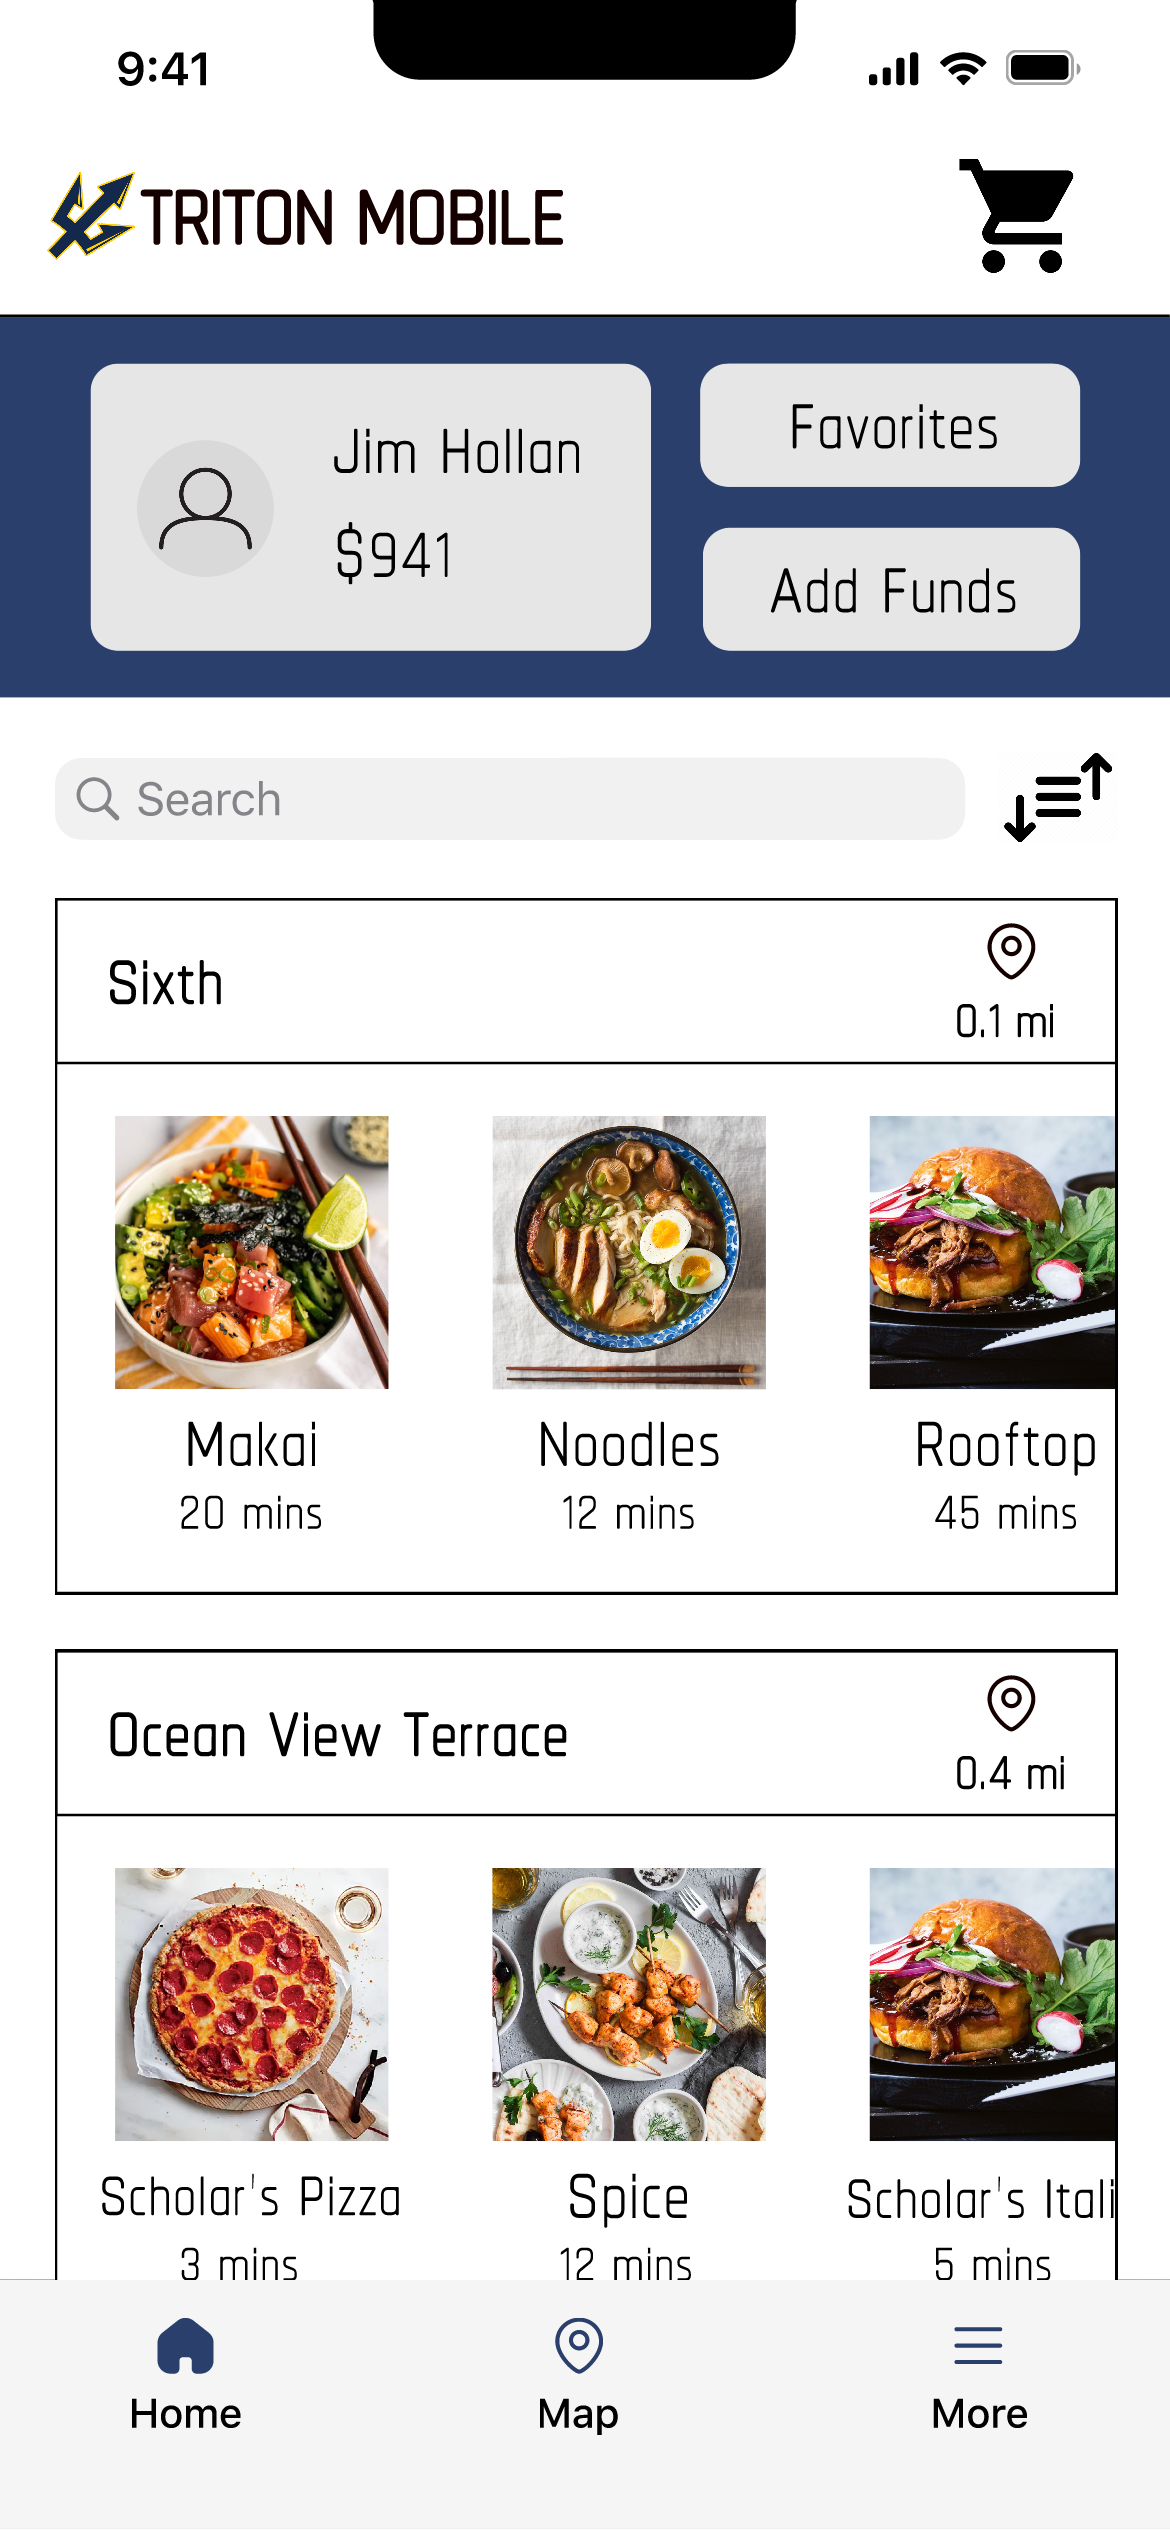 9:41
TRITON MOBILE
Jim Hollan
$941
Favorites
Add Funds
Search
Sixth
0.1 mi
Makai
20 mins
Noodles
12 mins
Rooftop
45 mins
Ocean View Terrace
0.4 mi
Scholar's Pizza
3 mins
Spice
12 mins
Scholar's Itali
5 mins
Home
Map
More